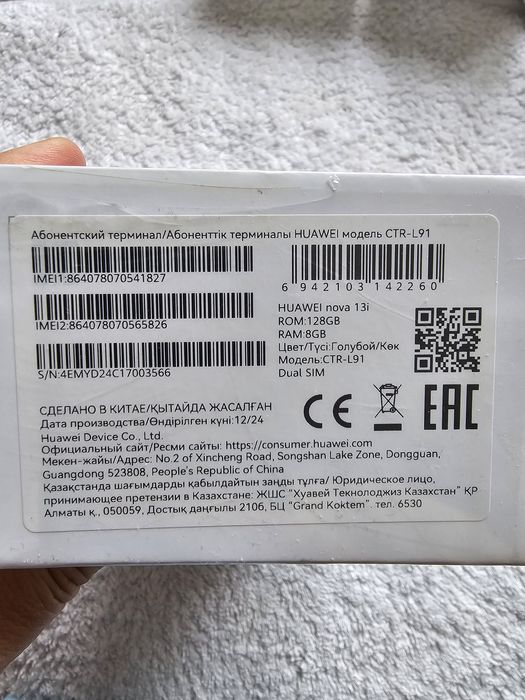 Абонентский терминал/Абоненттік терминалы HUAWEI модель CTR-L91
IMEI1:864078070541827
6 942103 142260
IMEI2:864078070565826
HUAWEI nova 13i
ROM:128GB
RAM:8GB
Цвет/Түсі:Голубой/Көк
Модель:CTR-L91
Dual SIM
S/N:4EMYD24C17003566
СДЕЛАНО В КИТАЕ/ҚЫТАЙДА ЖАСАЛҒАН
Дата производства/Өндірілген күні:12/24
Huawei Device Co., Ltd.
CE
EAC
Официальный сайт/Ресми сайты: https://consumer.huawei.com
Мекен-жайы/Адрес: No.2 of Xincheng Road, Songshan Lake Zone, Dongguan,
Guangdong 523808, People's Republic of China
Қазақстанда шағымдарды қабылдайтын заңды тұлға/ Юридическое лицо,
принимающее претензии в Казахстане: ЖШС "Хуавей Текнолоджиз Казахстан" ҚР
Алматы қ., 050059, Достық даңғылы 210б, БЦ "Grand Koktem". тел. 6530